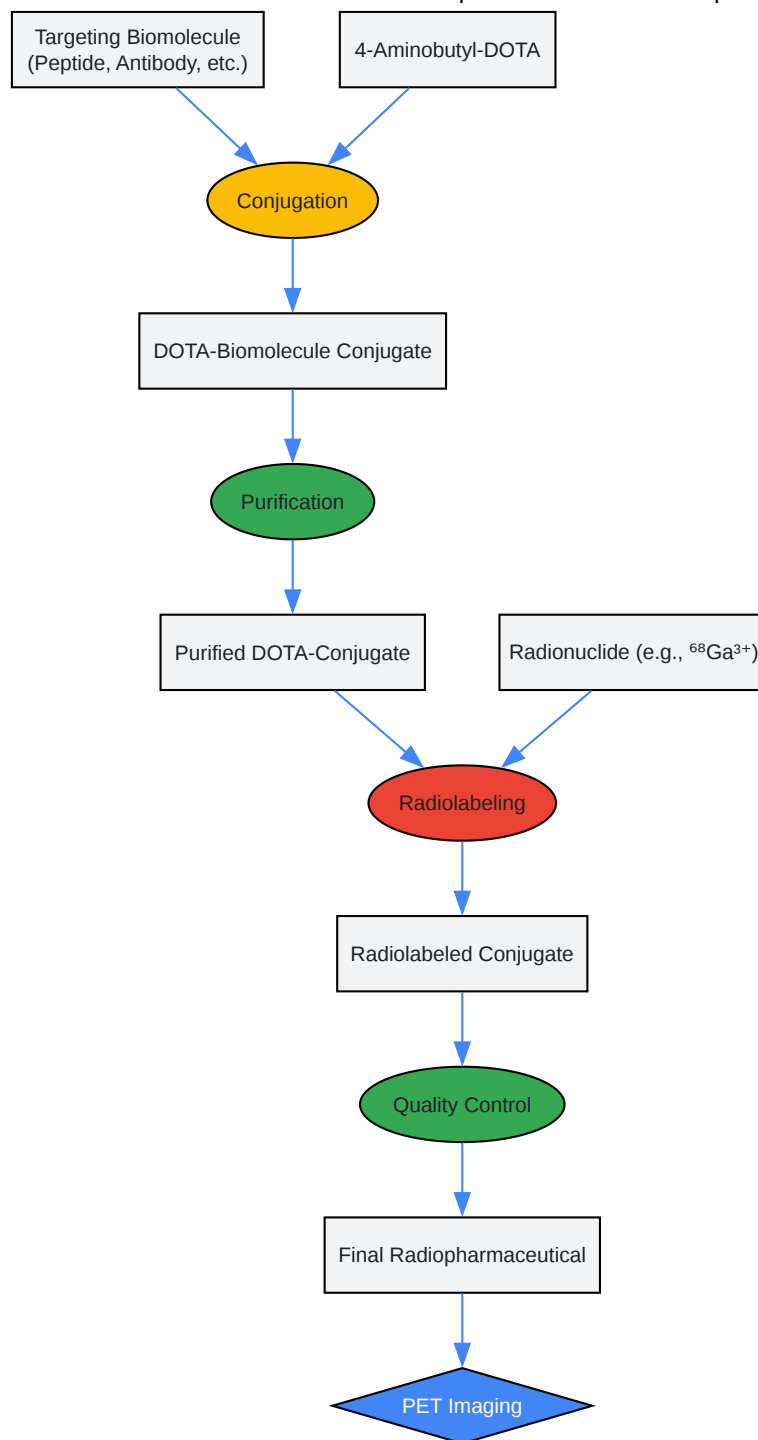 Targeting Biomolecule
(Peptide, Antibody, etc.)
4-Aminobutyl-DOTA
Conjugation
DOTA-Biomolecule Conjugate
Purification
Purified DOTA-Conjugate
Radionuclide (e.g., ⁶⁸Ga³⁺)
Radiolabeling
Radiolabeled Conjugate
Quality Control
Final Radiopharmaceutical
PET Imaging